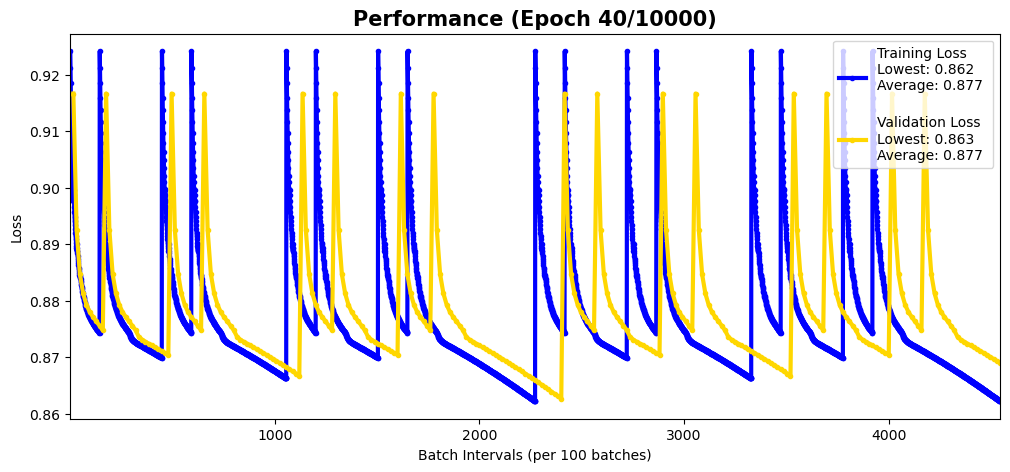 Performance (Epoch 40/10000)
Training Loss
Lowest: 0.862
Average: 0.877
Validation Loss
Lowest: 0.863
Average: 0.877
Loss
0.92
0.91
0.90
0.89
0.88
0.87
0.86
1000
2000
3000
4000
Batch Intervals (per 100 batches)